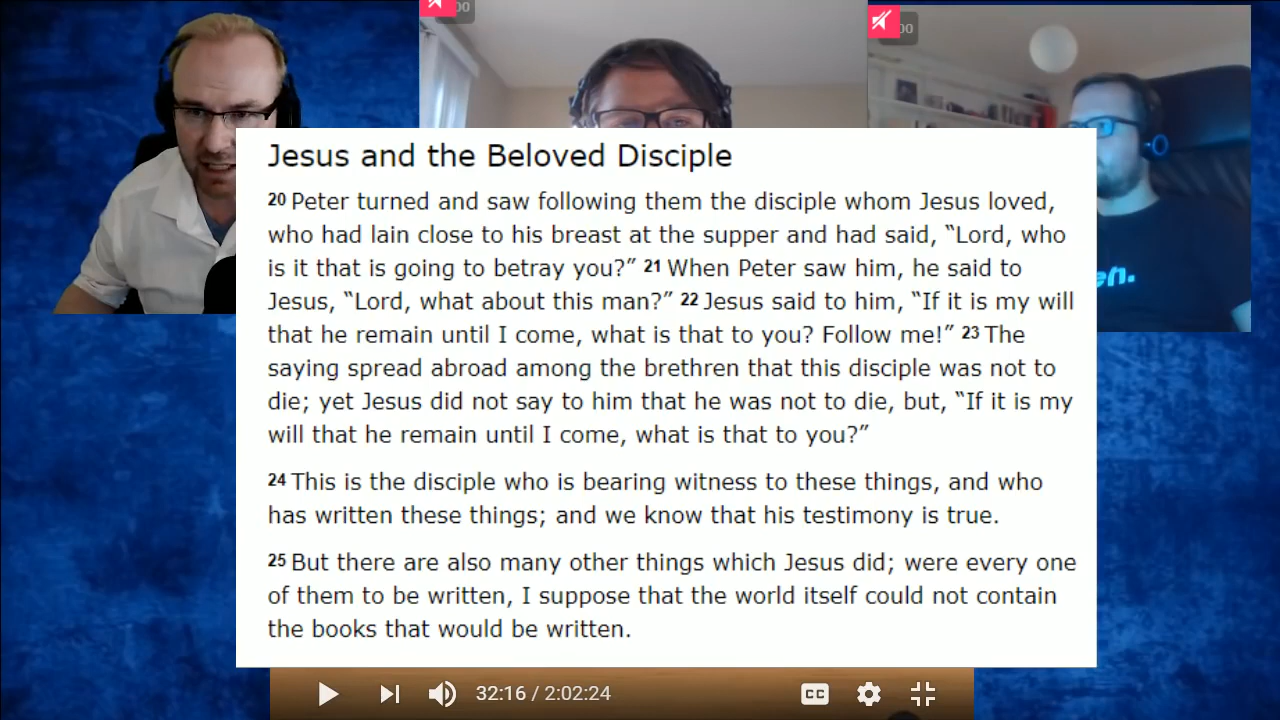 00
00
Jesus and the Beloved Disciple
20 Peter turned and saw following them the disciple whom Jesus loved,
who had lain close to his breast at the supper and had said, “Lord, who
is it that is going to betray you?” 21 When Peter saw him, he said to
Jesus, “Lord, what about this man?” 22 Jesus said to him, “If it is my will
that he remain until I come, what is that to you? Follow me!” 23 The
saying spread abroad among the brethren that this disciple was not to
die; yet Jesus did not say to him that he was not to die, but, “If it is my
will that he remain until I come, what is that to you?”
24 This is the disciple who is bearing witness to these things, and who
has written these things; and we know that his testimony is true.
25 But there are also many other things which Jesus did; were every one
of them to be written, I suppose that the world itself could not contain
the books that would be written.
32:16 / 2:02:24
CC